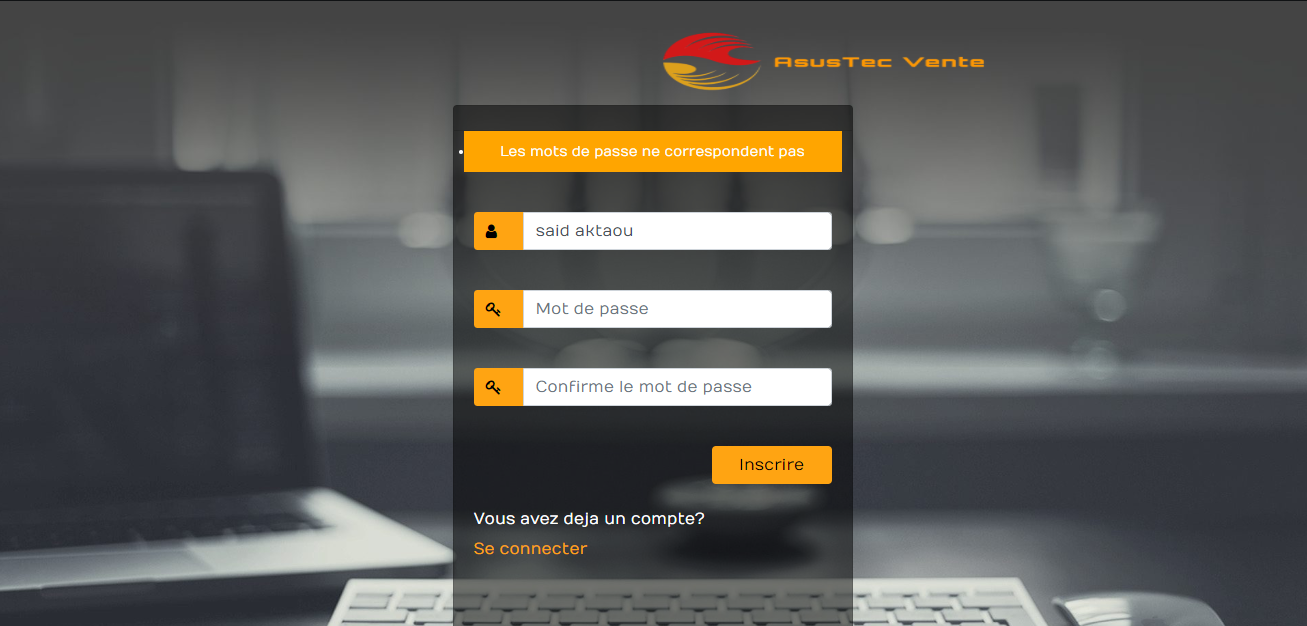 AsusTec Vente
Les mots de passe ne correspondent pas
said aktaou
Mot de passe
Confirme le mot de passe
Inscrire
Vous avez deja un compte?
Se connecter